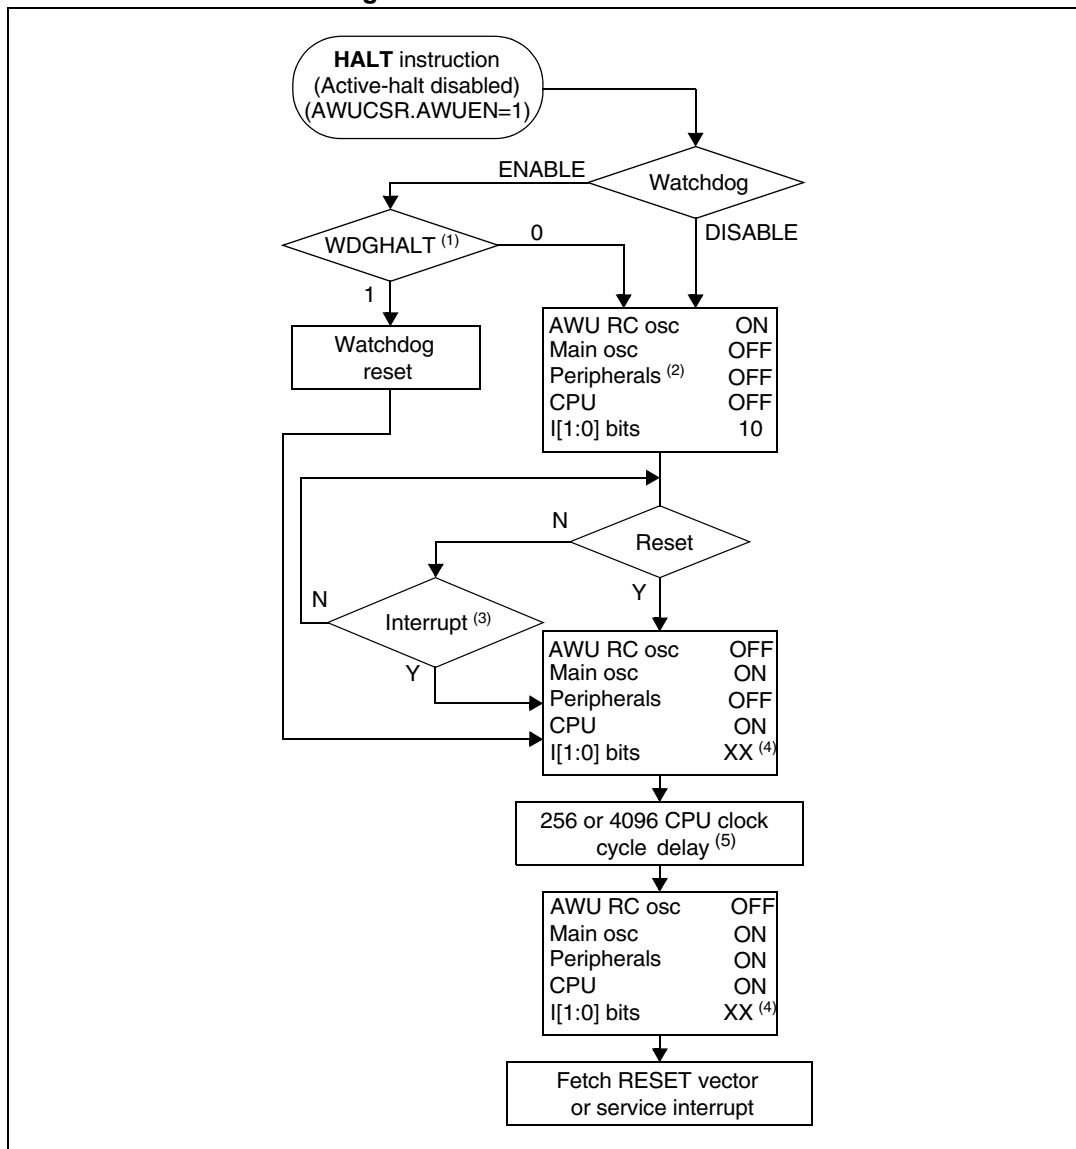 HALT instruction
(Active-halt disabled)
(AWUCSR.AWUEN=1)
ENABLE
Watchdog
WDGHALT (1)
0
DISABLE
1
Watchdog
reset
AWU RC osc ON
Main osc OFF
Peripherals (2) OFF
CPU OFF
I[1:0] bits 10
N
Reset
Y
N
Interrupt (3)
Y
AWU RC osc OFF
Main osc ON
Peripherals OFF
CPU ON
I[1:0] bits XX (4)
256 or 4096 CPU clock
cycle delay (5)
AWU RC osc OFF
Main osc ON
Peripherals ON
CPU ON
I[1:0] bits XX (4)
Fetch RESET vector
or service interrupt